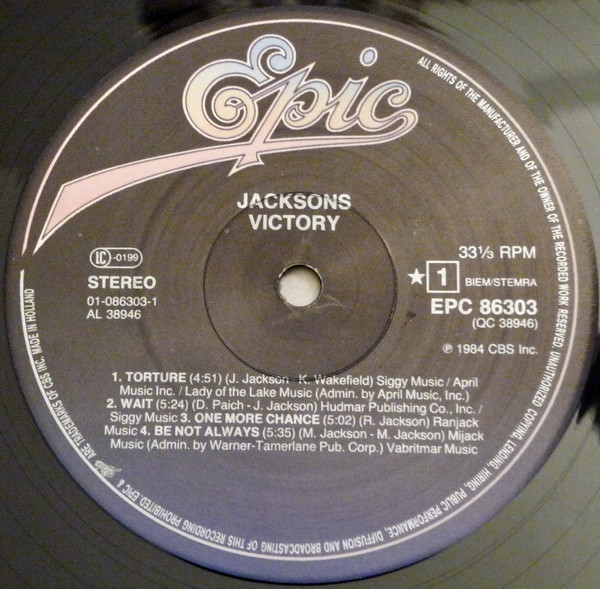 Epic
JACKSONS
VICTORY
LC -0199
STEREO
01-086303-1
AL 38946
33⅓ RPM
★ 1 BIEM/STEMRA
EPC 86303
(QC 38946)
℗ 1984 CBS Inc.
1. TORTURE (4:51) (J. Jackson - K. Wakefield) Siggy Music / April
Music Inc. / Lady of the Lake Music (Admin. by April Music, Inc.)
2. WAIT (5:24) (D. Paich - J. Jackson) Hudmar Publishing Co., Inc. /
Siggy Music 3. ONE MORE CHANCE (5:02) (R. Jackson) Ranjack
Music 4. BE NOT ALWAYS (5:35) (M. Jackson - M. Jackson) Mijack
Music (Admin. by Warner-Tamerlane Pub. Corp.) Vabritmar Music
ALL RIGHTS OF THE MANUFACTURER AND OF THE OWNER OF THE RECORDED WORK RESERVED. UNAUTHORIZED COPYING, LENDING, HIRING, PUBLIC PERFORMANCE, DIFFUSION AND BROADCASTING OF THIS RECORDING PROHIBITED. EPIC & Epic ARE TRADEMARKS OF CBS INC. MADE IN HOLLAND